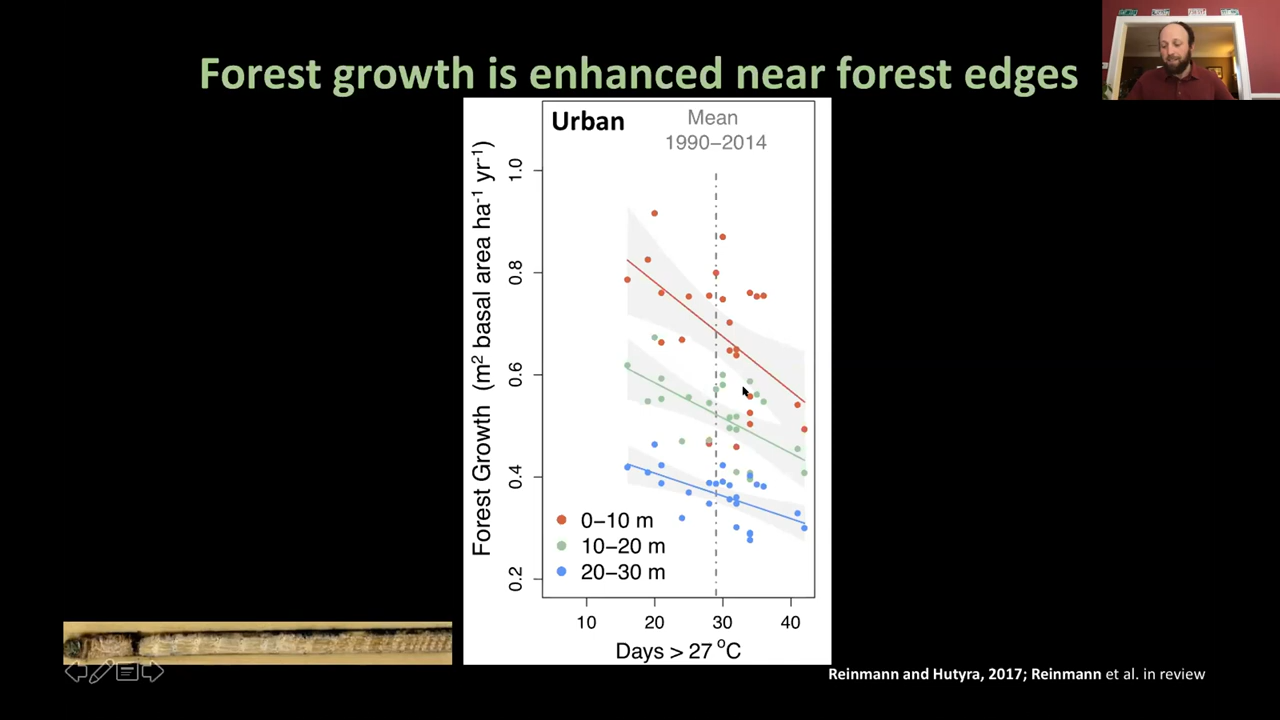 Forest growth is enhanced near forest edges
Urban
Mean
1990–2014
Forest Growth (m² basal area ha⁻¹ yr⁻¹)
1.0
0.8
0.6
0.4
0.2
0–10 m
10–20 m
20–30 m
10 20 30 40
Days > 27 °C
Reinmann and Hutyra, 2017; Reinmann et al. in review